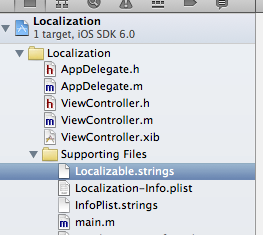 Localization
1 target, iOS SDK 6.0
Localization
h AppDelegate.h
m AppDelegate.m
h ViewController.h
m ViewController.m
ViewController.xib
Supporting Files
Localizable.strings
Localization-Info.plist
InfoPlist.strings
m main.m